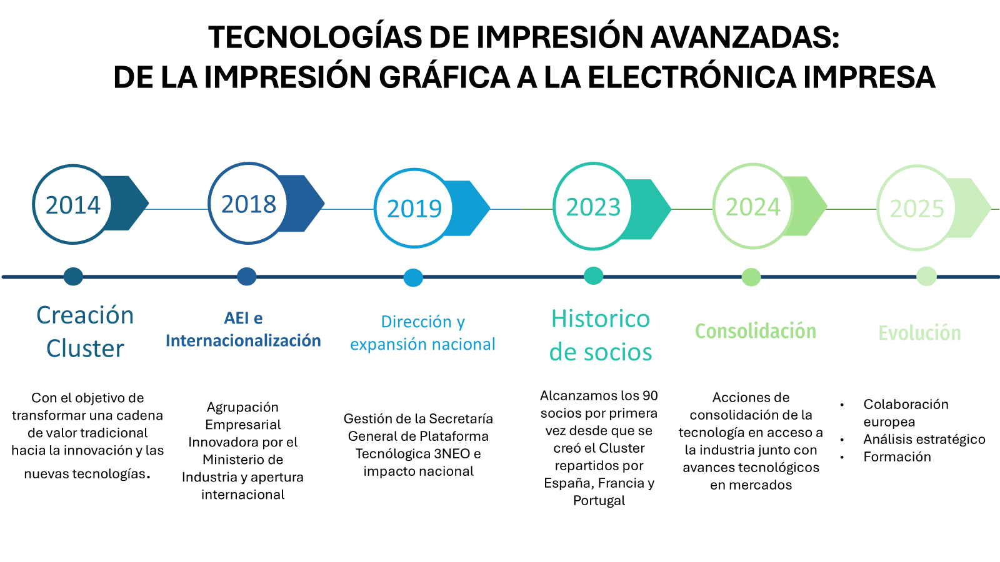 TECNOLOGÍAS DE IMPRESIÓN AVANZADAS:
DE LA IMPRESIÓN GRÁFICA A LA ELECTRÓNICA IMPRESA
2014
2018
2019
2023
2024
2025
Creación
Cluster
AEI e
Internacionalización
Dirección y
expansión nacional
Historico
de socios
Consolidación
Evolución
Con el objetivo de
transformar una cadena
de valor tradicional
hacia la innovación y las
nuevas tecnologías.
Agrupación
Empresarial
Innovadora por el
Ministerio de
Industria y apertura
internacional
Gestión de la Secretaría
General de Plataforma
Tecnólogica 3NEO e
impacto nacional
Alcanzamos los 90
socios por primera
vez desde que se
creó el Cluster
repartidos por
España, Francia y
Portugal
Acciones de
consolidación de la
tecnología en acceso a
la industria junto con
avances tecnológicos
en mercados
• Colaboración
europea
• Análisis estratégico
• Formación